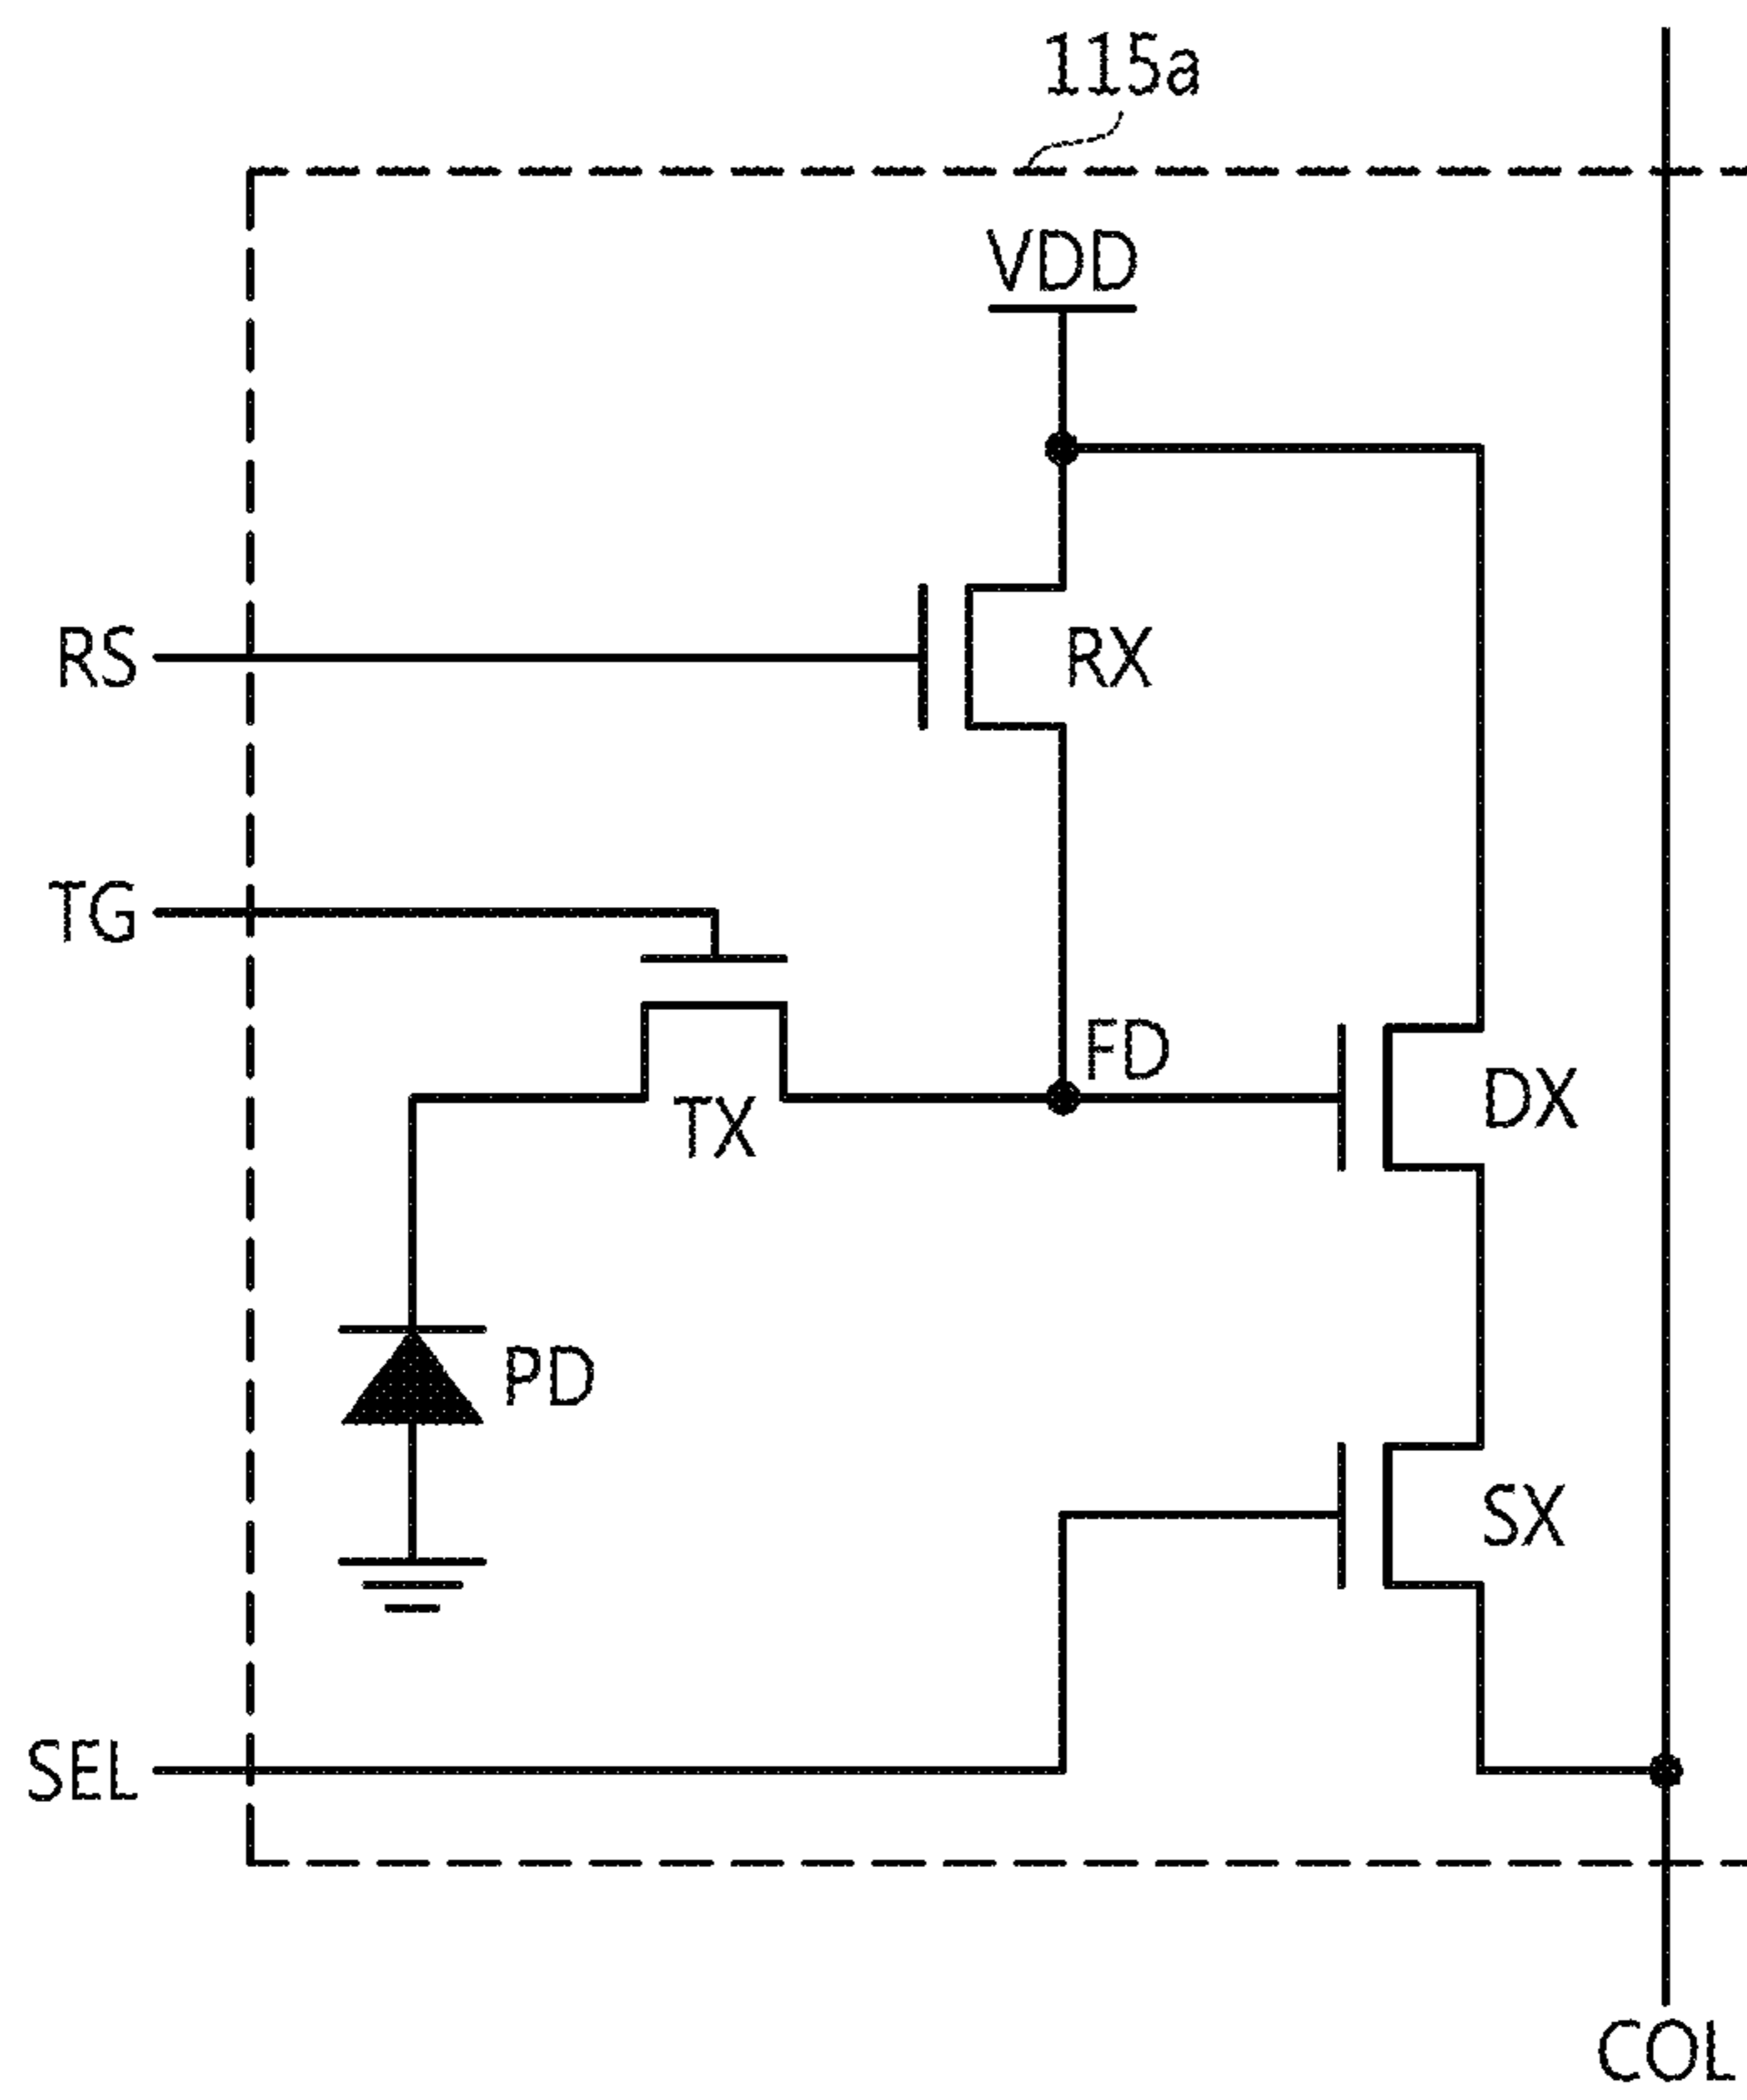 115a
VDD
RS
RX
TG
FD
TX
DX
PD
SX
SEL
COL